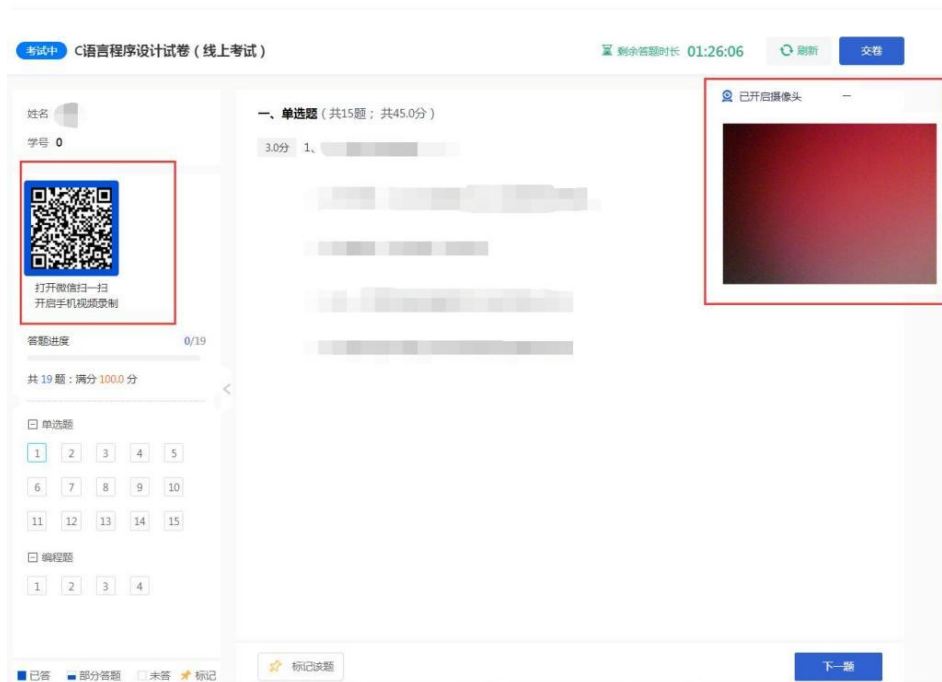 考试中 C语言程序设计试卷（线上考试）
剩余答题时长 01:26:06 刷新 交卷
姓名
学号 0
打开微信扫一扫
开启手机视频录制
答题进度 0/19
共 19 题：满分 100.0 分
单选题
1 2 3 4 5
6 7 8 9 10
11 12 13 14 15
编程题
1 2 3 4
已答 部分答题 未答 标记
一、单选题（共15题；共45.0分）
3.0分 1、
标记该题 下一题
已开启摄像头